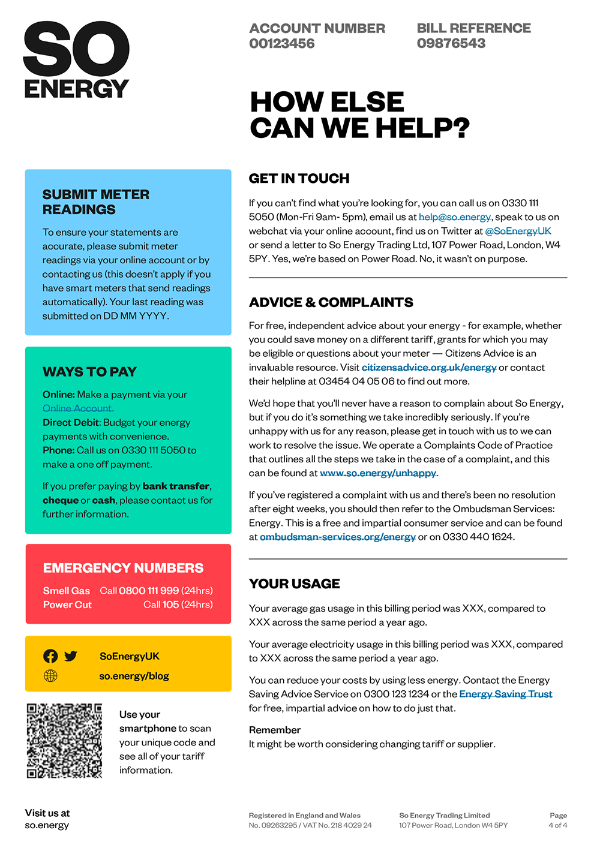 SO
ENERGY
ACCOUNT NUMBER
00123456
BILL REFERENCE
09876543
HOW ELSE
CAN WE HELP?
SUBMIT METER
READINGS
To ensure your statements are
accurate, please submit meter
readings via your online account or by
contacting us (this doesn't apply if you
have smart meters that send readings
automatically). Your last reading was
submitted on DD MM YYYY.
WAYS TO PAY
Online: Make a payment via your
Online Account.
Direct Debit: Budget your energy
payments with convenience.
Phone: Call us on 0330 111 5050 to
make a one off payment.
If you prefer paying by bank transfer,
cheque or cash, please contact us for
further information.
EMERGENCY NUMBERS
Smell Gas Call 0800 111 999 (24hrs)
Power Cut Call 105 (24hrs)
SoEnergyUK
so.energy/blog
Use your
smartphone to scan
your unique code and
see all of your tariff
information.
Visit us at
so.energy
GET IN TOUCH
If you can't find what you're looking for, you can call us on 0330 111
5050 (Mon-Fri 9am- 5pm), email us at help@so.energy, speak to us on
webchat via your online account, find us on Twitter at @SoEnergyUK
or send a letter to So Energy Trading Ltd, 107 Power Road, London, W4
5PY. Yes, we're based on Power Road. No, it wasn't on purpose.
ADVICE & COMPLAINTS
For free, independent advice about your energy - for example, whether
you could save money on a different tariff, grants for which you may
be eligible or questions about your meter — Citizens Advice is an
invaluable resource. Visit citizensadvice.org.uk/energy or contact
their helpline at 03454 04 05 06 to find out more.
We'd hope that you'll never have a reason to complain about So Energy,
but if you do it's something we take incredibly seriously. If you're
unhappy with us for any reason, please get in touch with us to we can
work to resolve the issue. We operate a Complaints Code of Practice
that outlines all the steps we take in the case of a complaint, and this
can be found at www.so.energy/unhappy.
If you've registered a complaint with us and there's been no resolution
after eight weeks, you should then refer to the Ombudsman Services:
Energy. This is a free and impartial consumer service and can be found
at ombudsman-services.org/energy or on 0330 440 1624.
YOUR USAGE
Your average gas usage in this billing period was XXX, compared to
XXX across the same period a year ago.
Your average electricity usage in this billing period was XXX, compared
to XXX across the same period a year ago.
You can reduce your costs by using less energy. Contact the Energy
Saving Advice Service on 0300 123 1234 or the Energy Saving Trust
for free, impartial advice on how to do just that.
Remember
It might be worth considering changing tariff or supplier.
Registered in England and Wales
No. 09263295 / VAT No. 218 4029 24
So Energy Trading Limited
107 Power Road, London W4 5PY
Page
4 of 4